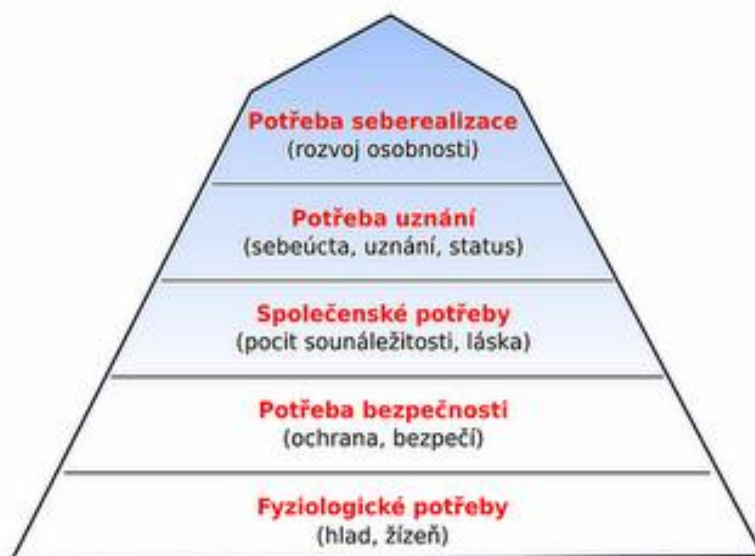 Potřeba seberealizace
(rozvoj osobnosti)
Potřeba uznání
(sebeúcta, uznání, status)
Společenské potřeby
(pocit sounáležitosti, láska)
Potřeba bezpečnosti
(ochrana, bezpečí)
Fyziologické potřeby
(hlad, žízeň)